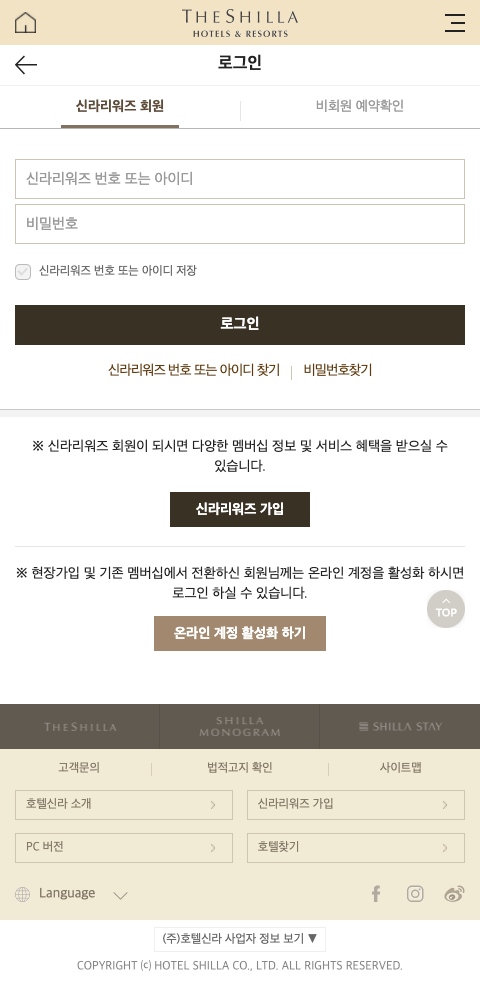 THE SHILLA
HOTELS & RESORTS
로그인
신라리워즈 회원
비회원 예약확인
신라리워즈 번호 또는 아이디
비밀번호
신라리워즈 번호 또는 아이디 저장
로그인
신라리워즈 번호 또는 아이디 찾기
비밀번호찾기
※ 신라리워즈 회원이 되시면 다양한 멤버십 정보 및 서비스 혜택을 받으실 수
있습니다.
신라리워즈 가입
※ 현장가입 및 기존 멤버십에서 전환하신 회원님께는 온라인 계정을 활성화 하시면
로그인 하실 수 있습니다.
TOP
온라인 계정 활성화 하기
THE SHILLA
SHILLA
MONOGRAM
SHILLA STAY
고객문의
법적고지 확인
사이트맵
호텔신라 소개
신라리워즈 가입
PC 버전
호텔찾기
Language
(주)호텔신라 사업자 정보 보기 ▼
COPYRIGHT (c) HOTEL SHILLA CO., LTD. ALL RIGHTS RESERVED.